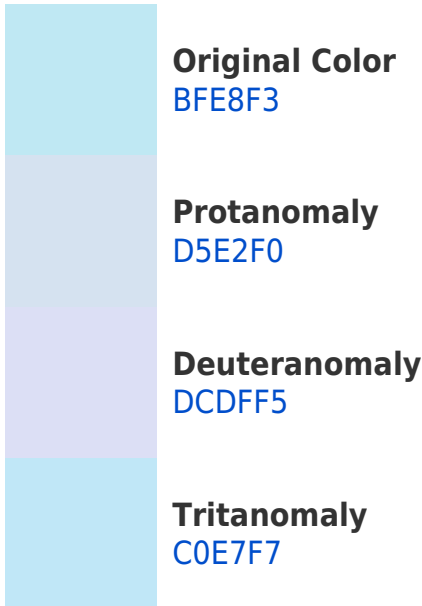 Original Color
BFE8F3
Protanomaly
D5E2F0
Deuteranomaly
DCDFF5
Tritanomaly
C0E7F7